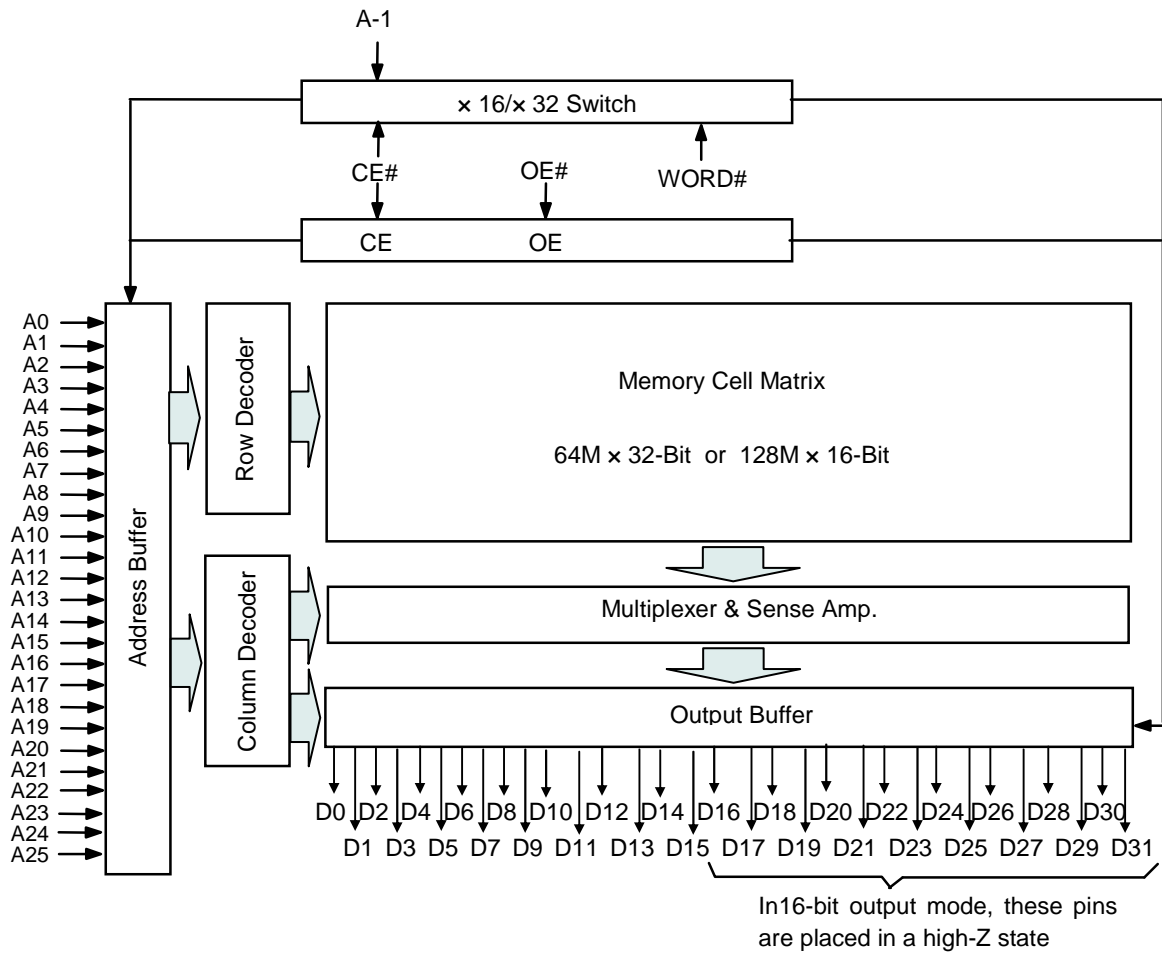 A-1
× 16/× 32 Switch
CE#
OE#
WORD#
CE
OE
A0
A1
A2
A3
A4
A5
A6
A7
A8
A9
A10
A11
A12
A13
A14
A15
A16
A17
A18
A19
A20
A21
A22
A23
A24
A25
Address Buffer
Row Decoder
Column Decoder
Memory Cell Matrix
64M × 32-Bit or 128M × 16-Bit
Multiplexer & Sense Amp.
Output Buffer
D0 D2 D4 D6 D8 D10 D12 D14 D16 D18 D20 D22 D24 D26 D28 D30
D1 D3 D5 D7 D9 D11 D13 D15 D17 D19 D21 D23 D25 D27 D29 D31
In16-bit output mode, these pins
are placed in a high-Z state